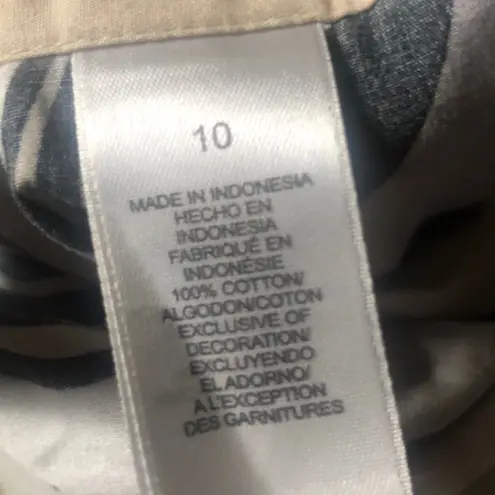 10
MADE IN INDONESIA
HECHO EN
INDONESIA
FABRIQUÉ EN
INDONÉSIE
100% COTTON/
ALGODON/COTON
EXCLUSIVE OF
DECORATION/
EXCLUYENDO
EL ADORNO/
A L'EXCEPTION
DES GARNITURES